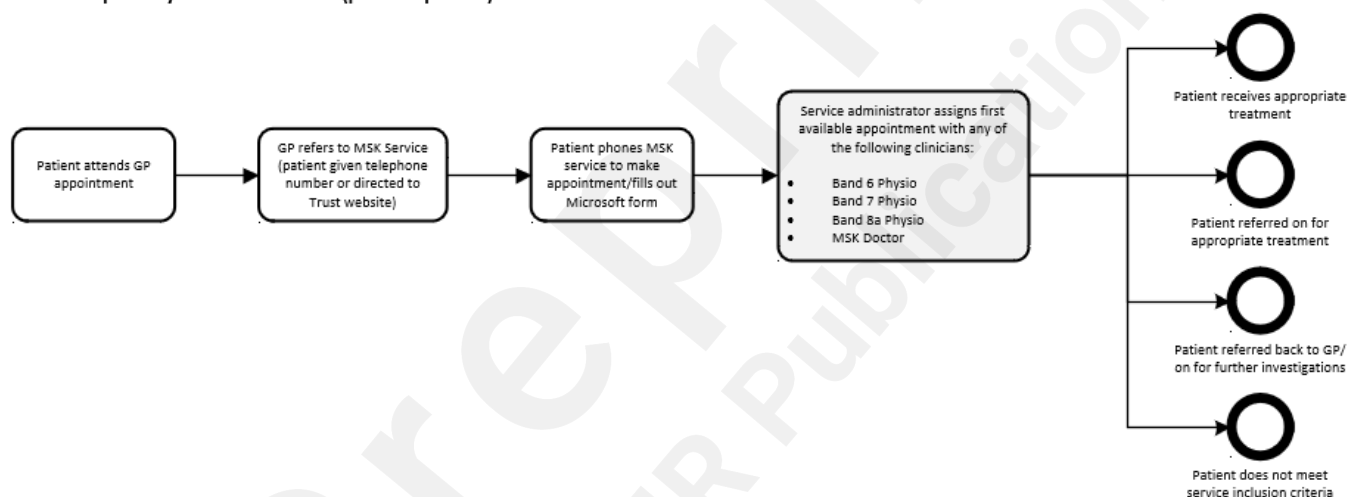 Patient attends GP
appointment
GP refers to MSK Service
(patient given telephone
number or directed to
Trust website)
Patient phones MSK
service to make
appointment/fills out
Microsoft form
Service administrator assigns first
available appointment with any of
the following clinicians:
• Band 6 Physio
• Band 7 Physio
• Band 8a Physio
• MSK Doctor
Patient receives appropriate
treatment
Patient referred on for
appropriate treatment
Patient referred back to GP/
on for further investigations
Patient does not meet
service inclusion criteria